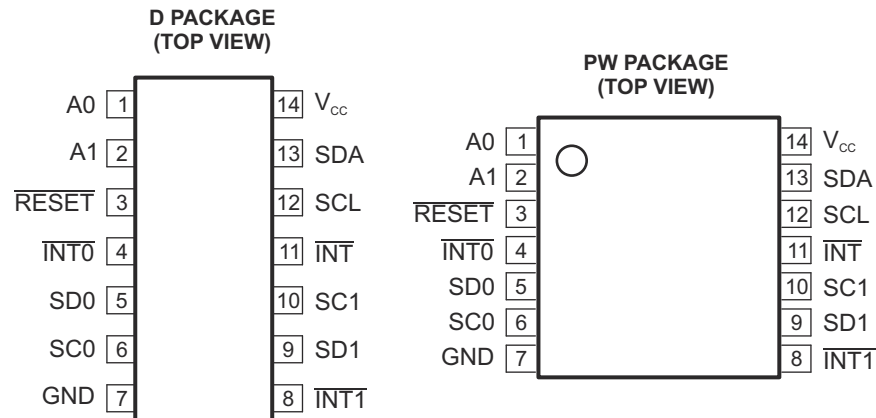 D PACKAGE
(TOP VIEW)
A0 1 14 VCC
A1 2 13 SDA
RESET 3 12 SCL
INT0 4 11 INT
SD0 5 10 SC1
SC0 6 9 SD1
GND 7 8 INT1
PW PACKAGE
(TOP VIEW)
A0 1 14 VCC
A1 2 13 SDA
RESET 3 12 SCL
INT0 4 11 INT
SD0 5 10 SC1
SC0 6 9 SD1
GND 7 8 INT1